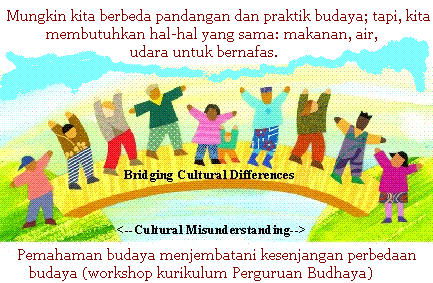 Mungkin kita berbeda pandangan dan praktik budaya; tapi, kita
membutuhkan hal-hal yang sama: makanan, air,
udara untuk bernafas.
Bridging Cultural Differences
<-- Cultural Misunderstanding-->
Pemahaman budaya menjembatani kesenjangan perbedaan
budaya (workshop kurikulum Perguruan Budhaya)